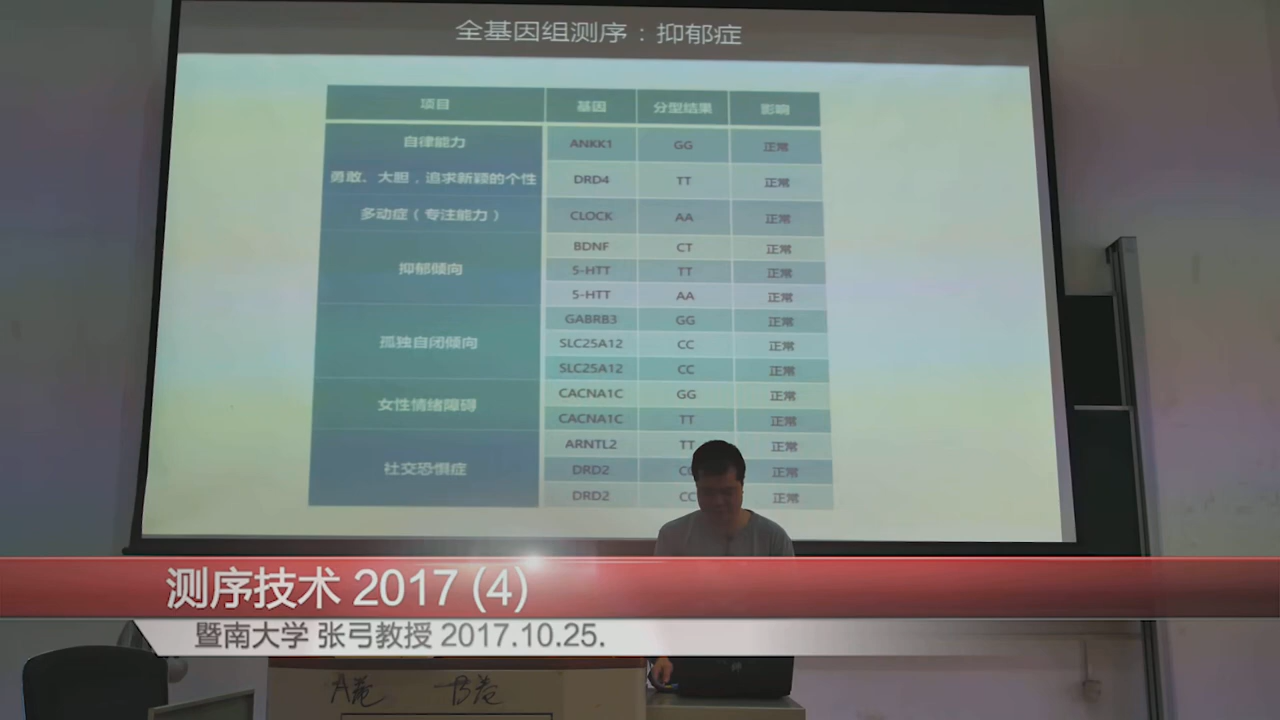 全基因组测序：抑郁症
项目 基因 分型结果 影响
自律能力 ANKK1 GG 正常
勇敢、大胆，追求新颖的个性 DRD4 TT 正常
多动症（专注能力） CLOCK AA 正常
抑郁倾向 BDNF CT 正常
5-HTT TT 正常
5-HTT AA 正常
孤独自闭倾向 GABRB3 GG 正常
SLC25A12 CC 正常
SLC25A12 CC 正常
女性情绪障碍 CACNA1C GG 正常
CACNA1C TT 正常
社交恐惧症 ARNTL2 TT 正常
DRD2 正常
DRD2 CC 正常
测序技术 2017 (4)
暨南大学 张弓教授 2017.10.25.
A卷 B卷